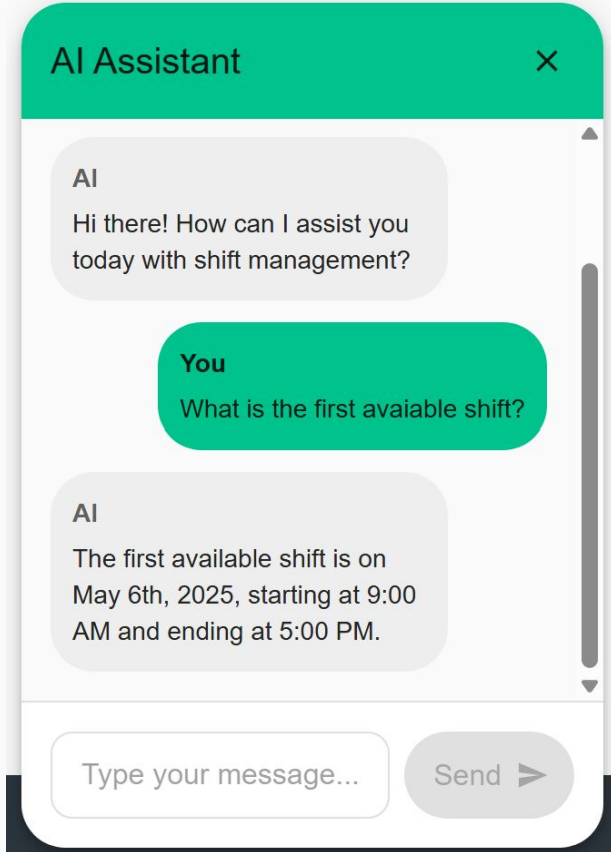 AI Assistant
AI
Hi there! How can I assist you
today with shift management?
You
What is the first avaiable shift?
AI
The first available shift is on
May 6th, 2025, starting at 9:00
AM and ending at 5:00 PM.
Type your message...
Send